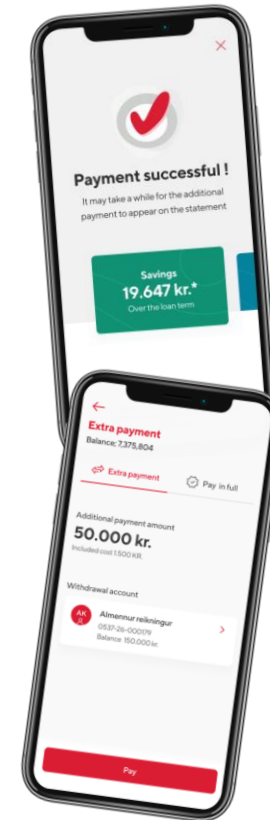 Payment successful !
It may take a while for the additional
payment to appear on the statement
Savings
19.647 kr.*
Over the loan term
Extra payment
Balance; 7,375,804
Extra payment
Pay in full
Additional payment amount
50.000 kr.
Included cost 1.500 KR.
Withdrawal account
AK
Almennur reikningur
0537-26-000179
Balance 150.000 kr.
Pay